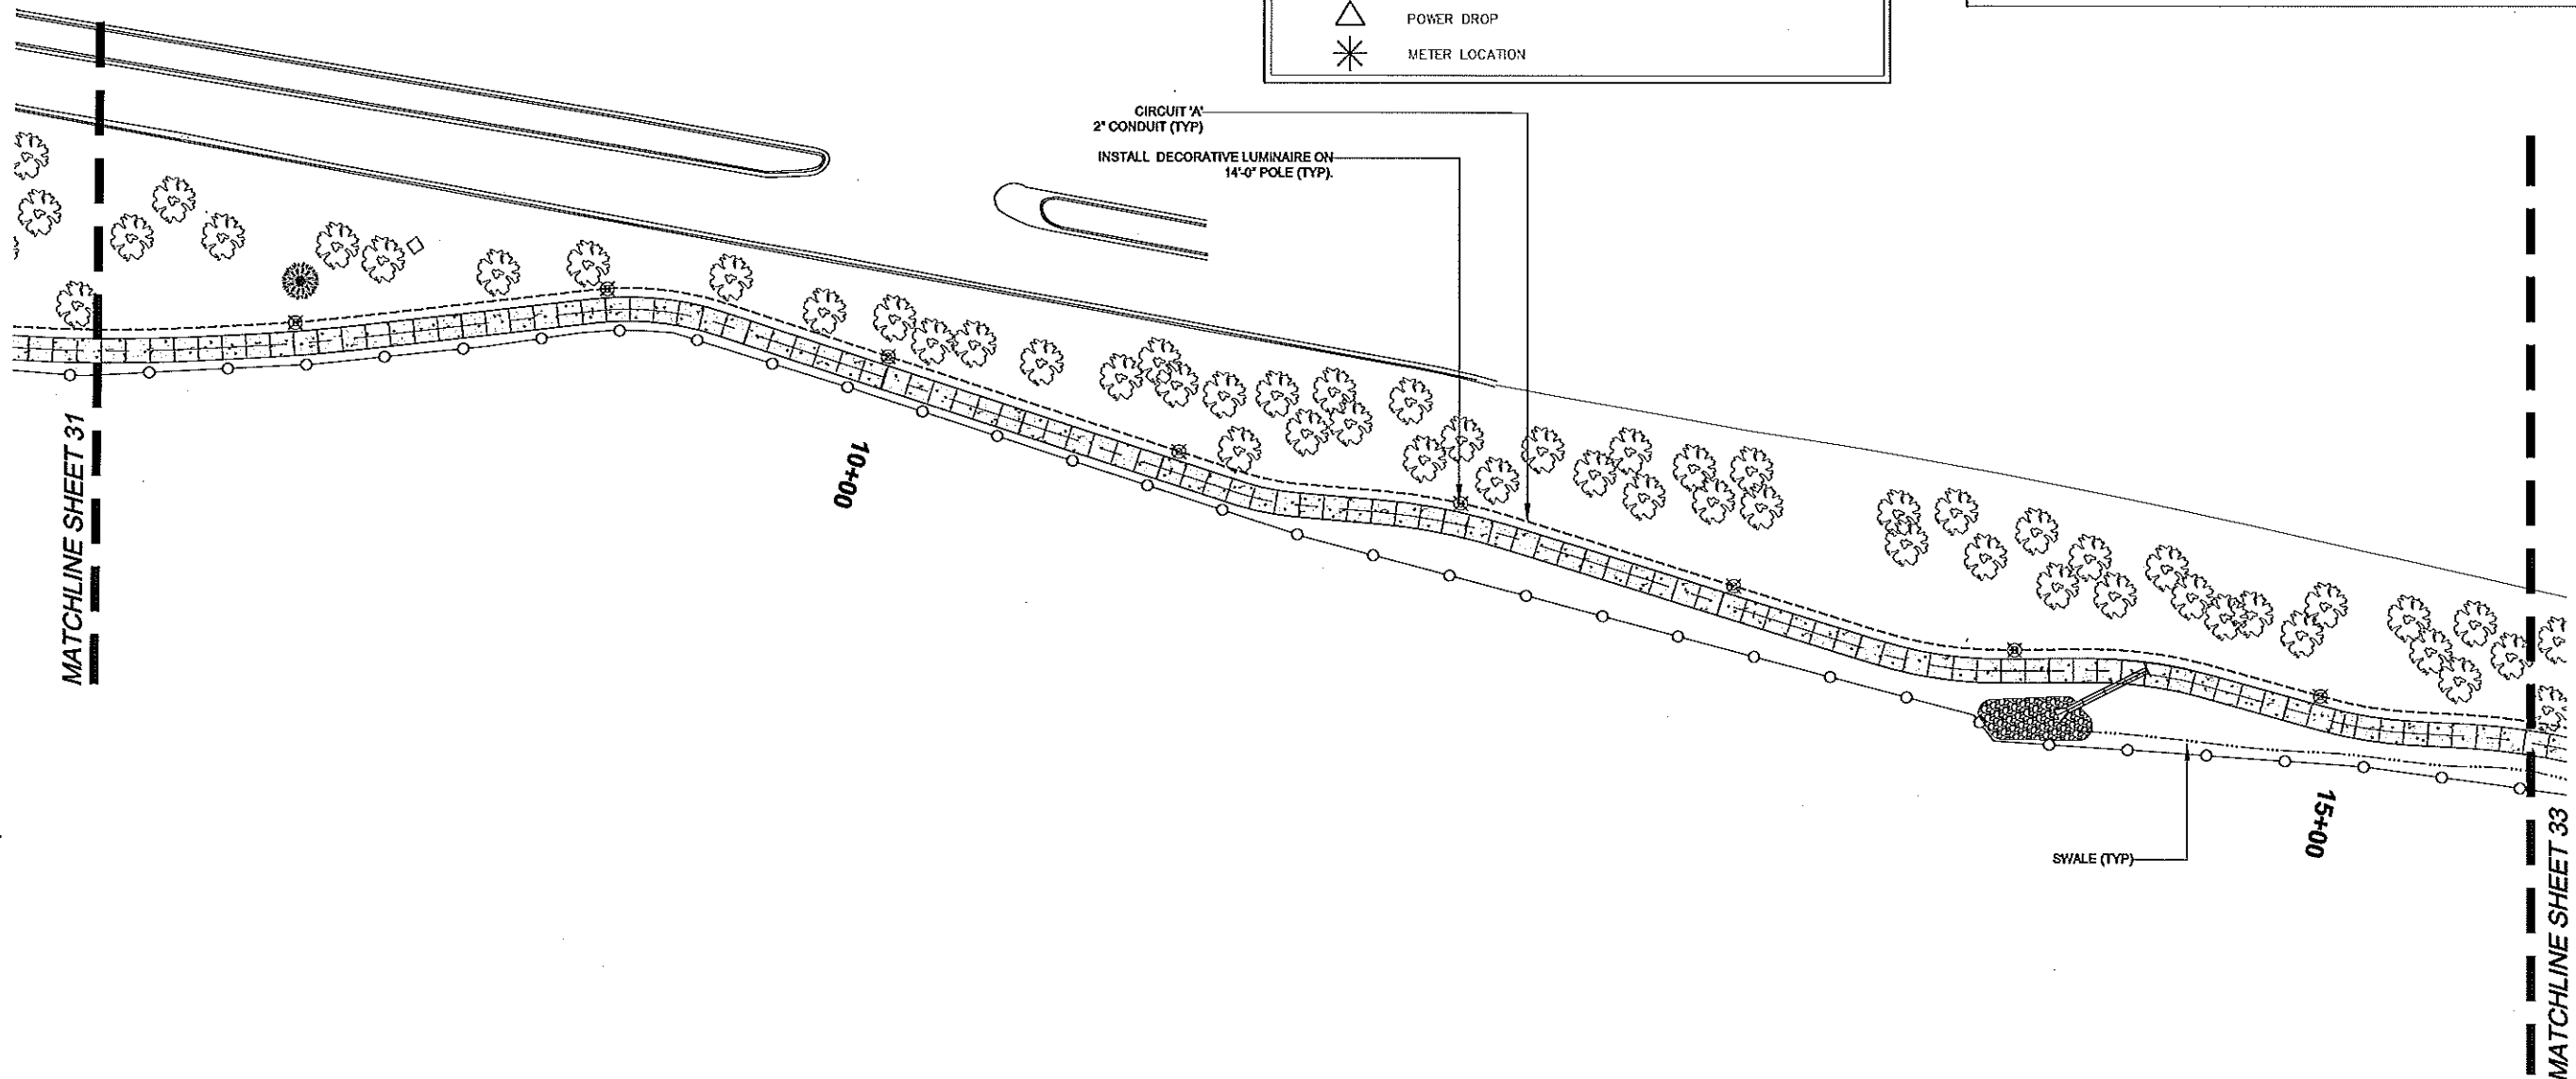 POWER DROP
METER LOCATION
CIRCUIT 'A'
2" CONDUIT (TYP)
INSTALL DECORATIVE LUMINAIRE ON
14'-0" POLE (TYP).
MATCHLINE SHEET 31
10+00
15+00
SWALE (TYP)
MATCHLINE SHEET 33